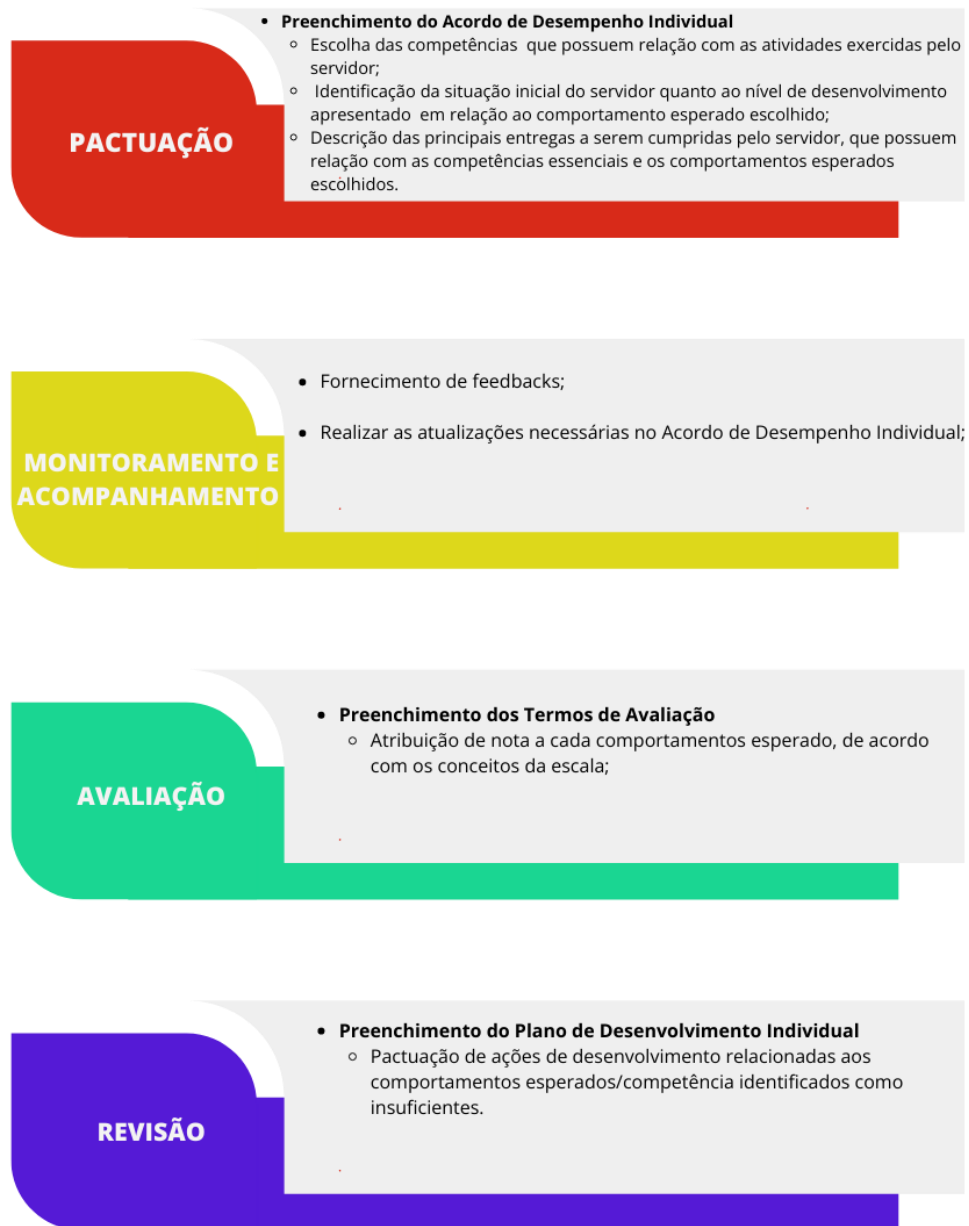 PACTUAÇÃO
• Preenchimento do Acordo de Desempenho Individual
◦ Escolha das competências que possuem relação com as atividades exercidas pelo
servidor;
◦ Identificação da situação inicial do servidor quanto ao nível de desenvolvimento
apresentado em relação ao comportamento esperado escolhido;
◦ Descrição das principais entregas a serem cumpridas pelo servidor, que possuem
relação com as competências essenciais e os comportamentos esperados
escolhidos.
MONITORAMENTO E
ACOMPANHAMENTO
• Fornecimento de feedbacks;
• Realizar as atualizações necessárias no Acordo de Desempenho Individual;
AVALIAÇÃO
• Preenchimento dos Termos de Avaliação
◦ Atribuição de nota a cada comportamentos esperado, de acordo
com os conceitos da escala;
REVISÃO
• Preenchimento do Plano de Desenvolvimento Individual
◦ Pactuação de ações de desenvolvimento relacionadas aos
comportamentos esperados/competência identificados como
insuficientes.